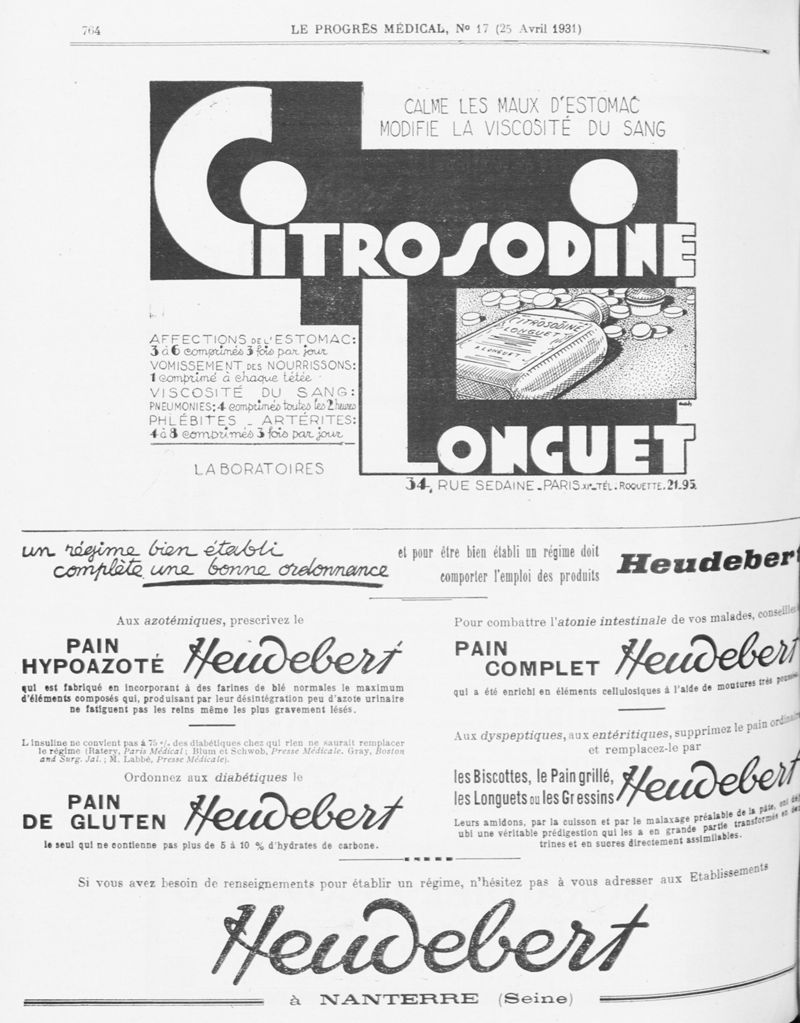 764
LE PROGRÈS MÉDICAL, No 17 (25 Avril 1931)
CALME LES MAUX D'ESTOMAC
MODIFIE LA VISCOSITÉ DU SANG
CITROSODINE
CITROSODINE
LONGUET
LONGUET
AFFECTIONS DE L'ESTOMAC:
3 à 6 comprimés 3 fois par jour
VOMISSEMENT DES NOURRISSONS:
1 comprimé à chaque tétée
VISCOSITÉ DU SANG:
PNEUMONIES: 4 comprimés toutes les 2 heures
PHLÉBITES - ARTÉRITES:
4 à 8 comprimés 3 fois par jour
LABORATOIRES
LONGUET
34, RUE SEDAINE - PARIS XIe - TÉL. ROQUETTE. 21-95.
un régime bien établi
complète une bonne ordonnance
et pour être bien établi un régime doit
comporter l'emploi des produits
Heudebert
Aux azotémiques, prescrivez le
PAIN
HYPOAZOTÉ
Heudebert
qui est fabriqué en incorporant à des farines de blé normales le maximum
d'éléments composés qui, produisant par leur désintégration peu d'azote urinaire
ne fatiguent pas les reins même les plus gravement lésés.
L'insuline ne convient pas à 75 % des diabétiques chez qui rien ne saurait remplacer
le régime (Ratery, Paris Médical; Blum et Schwob, Presse Médicale. Gray, Boston
and Surg. Jal.; M. Labbé, Presse Médicale).
Ordonnez aux diabétiques le
PAIN
DE GLUTEN
Heudebert
le seul qui ne contienne pas plus de 5 à 10 % d'hydrates de carbone.
Pour combattre l'atonie intestinale de vos malades, conseillez
PAIN
COMPLET
Heudebert
qui a été enrichi en éléments cellulosiques à l'aide de moutures très
Aux dyspeptiques, aux entéritiques, supprimez le pain ordinaire
et remplacez-le par
les Biscottes, le Pain grillé,
les Longuets ou les Gressins
Heudebert
Leurs amidons, par la cuisson et par le malaxage préalable de la pâte, ont
ubi une véritable prédigestion qui les a en grande partie transformés en
trines et en sucres directement assimilables.
Si vous avez besoin de renseignements pour établir un régime, n'hésitez pas à vous adresser aux Etablissements
Heudebert
à NANTERRE (Seine)